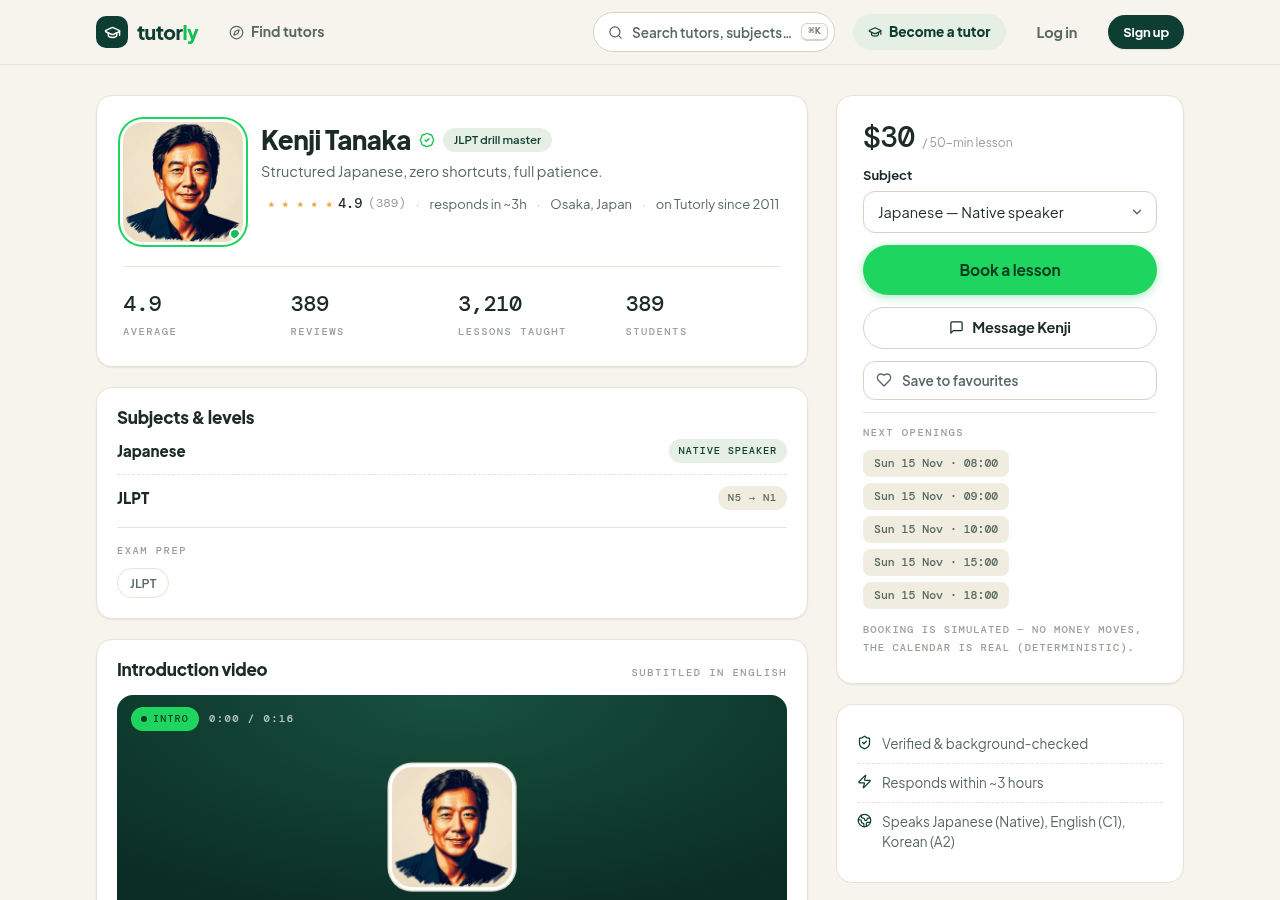 tutorly
Find tutors
Search tutors, subjects…
⌘K
Become a tutor
Log in
Sign up
Kenji Tanaka
JLPT drill master
Structured Japanese, zero shortcuts, full patience.
★ ★ ★ ★ ★ 4.9 (389) · responds in ~3h · Osaka, Japan · on Tutorly since 2011
4.9
AVERAGE
389
REVIEWS
3,210
LESSONS TAUGHT
389
STUDENTS
Subjects & levels
Japanese
NATIVE SPEAKER
JLPT
N5 → N1
EXAM PREP
JLPT
Introduction video
SUBTITLED IN ENGLISH
INTRO
0:00 / 0:16
$30 / 50-min lesson
Subject
Japanese — Native speaker
Book a lesson
Message Kenji
Save to favourites
NEXT OPENINGS
Sun 15 Nov · 08:00
Sun 15 Nov · 09:00
Sun 15 Nov · 10:00
Sun 15 Nov · 15:00
Sun 15 Nov · 18:00
BOOKING IS SIMULATED — NO MONEY MOVES,
THE CALENDAR IS REAL (DETERMINISTIC).
Verified & background-checked
Responds within ~3 hours
Speaks Japanese (Native), English (C1),
Korean (A2)